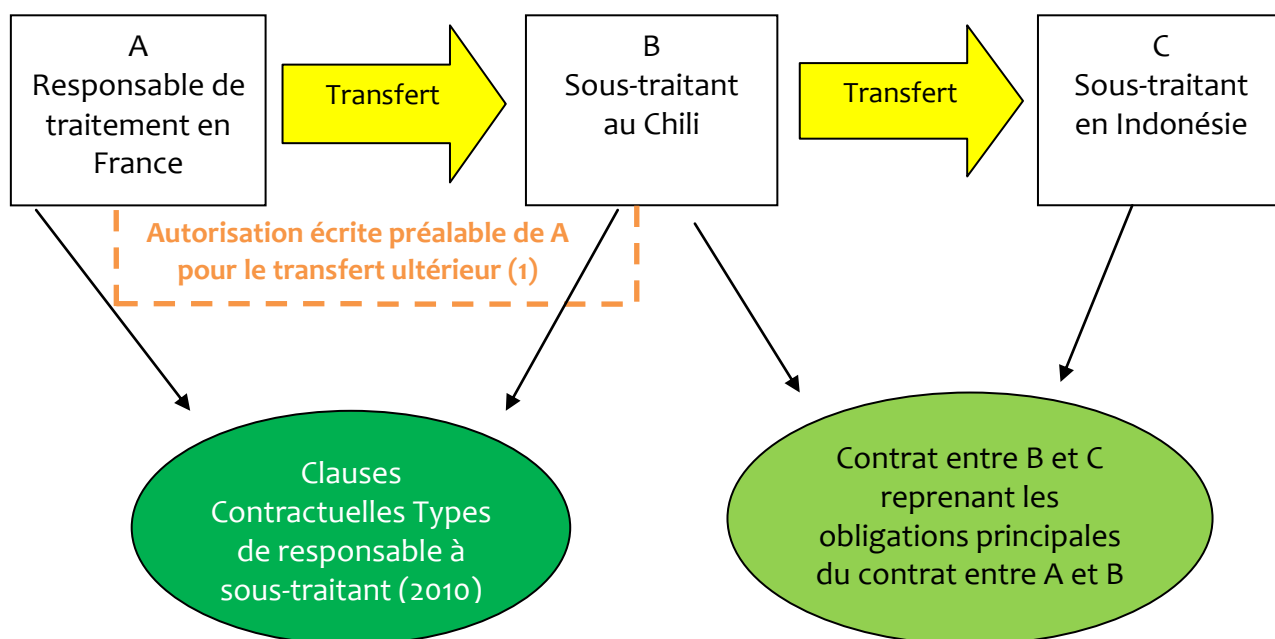 A
Responsable de
traitement en
France
Transfert
B
Sous-traitant
au Chili
Transfert
C
Sous-traitant
en Indonésie
Autorisation écrite préalable de A
pour le transfert ultérieur (1)
Clauses
Contractuelles Types
de responsable à
sous-traitant (2010)
Contrat entre B et C
reprenant les
obligations principales
du contrat entre A et B